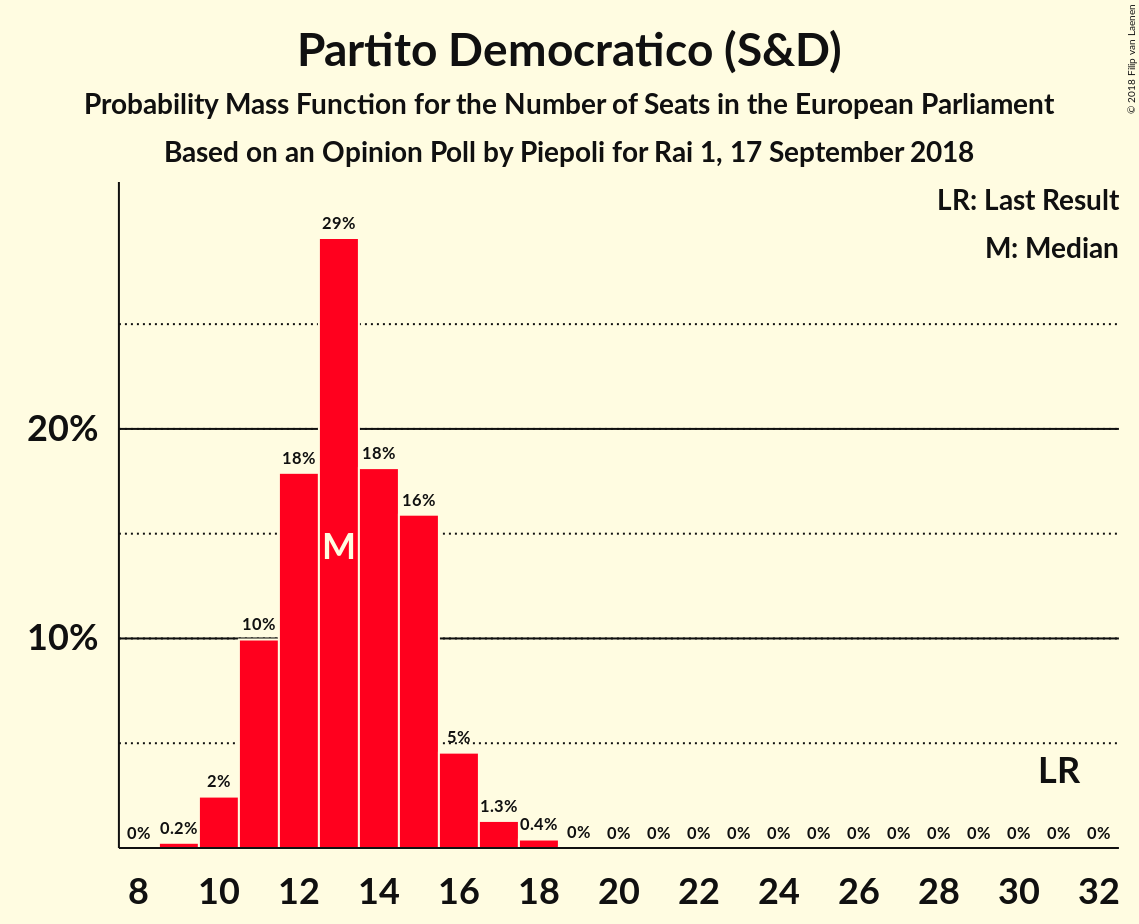 Partito Democratico (S&D)
Probability Mass Function for the Number of Seats in the European Parliament
Based on an Opinion Poll by Piepoli for Rai 1, 17 September 2018
© 2018 Filip van Laenen
LR: Last Result
M: Median
20%
10%
0% 0.2% 2% 10% 18% 29% 18% 16% 5% 1.3% 0.4% 0% 0% 0% 0% 0% 0% 0% 0% 0% 0% 0% 0% 0% 0%
M
LR
8 10 12 14 16 18 20 22 24 26 28 30 32